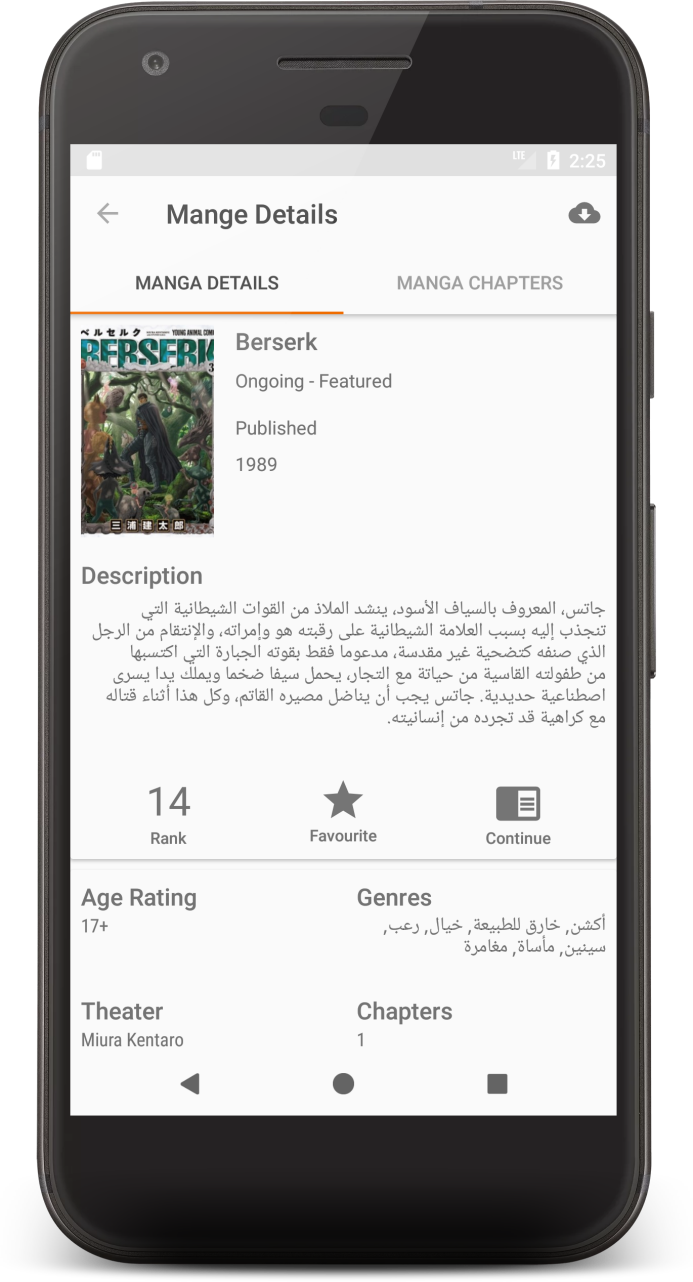 LTE 2:25
Mange Details
MANGA DETAILS MANGA CHAPTERS
ベルセルク YOUNG ANIMAL COMI
BERSERK
3
三浦建太郎
Berserk
Ongoing - Featured
Published
1989
Description
جاتس، المعروف بالسياف الأسود، ينشد الملاذ من القوات الشيطانية التي
تنجذب إليه بسبب العلامة الشيطانية على رقبته هو وإمراته، والإنتقام من الرجل
الذي صنفه كتضحية غير مقدسة، مدعوما فقط بقوته الجبارة التي اكتسبها
من طفولته القاسية من حياتة مع التجار، يحمل سيفا ضخما ويملك يدا يسرى
اصطناعية حديدية. جاتس يجب أن يناضل مصيره القاتم، وكل هذا أثناء قتاله
مع كراهية قد تجرده من إنسانيته.
14
Rank Favourite Continue
Age Rating
17+
Genres
أكشن, خارق للطبيعة, خيال, رعب,
سينين, مأساة, مغامرة
Theater
Miura Kentaro
Chapters
1